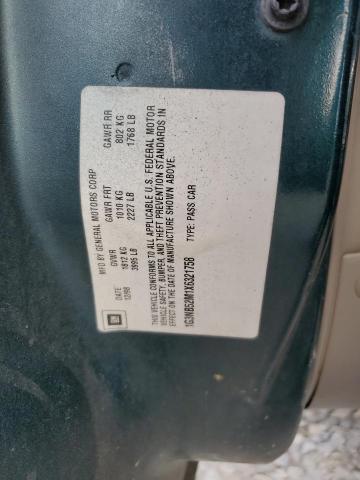 MFD BY GENERAL MOTORS CORP
DATE GVWR GAWR FRT GAWR RR
12/98 1812 KG 1010 KG 802 KG
3995 LB 2227 LB 1768 LB
THIS VEHICLE CONFORMS TO ALL APPLICABLE U.S. FEDERAL MOTOR
VEHICLE SAFETY, BUMPER, AND THEFT PREVENTION STANDARDS IN
EFFECT ON THE DATE OF MANUFACTURE SHOWN ABOVE.
1G3NB52M1X6321758 TYPE: PASS CAR
GM